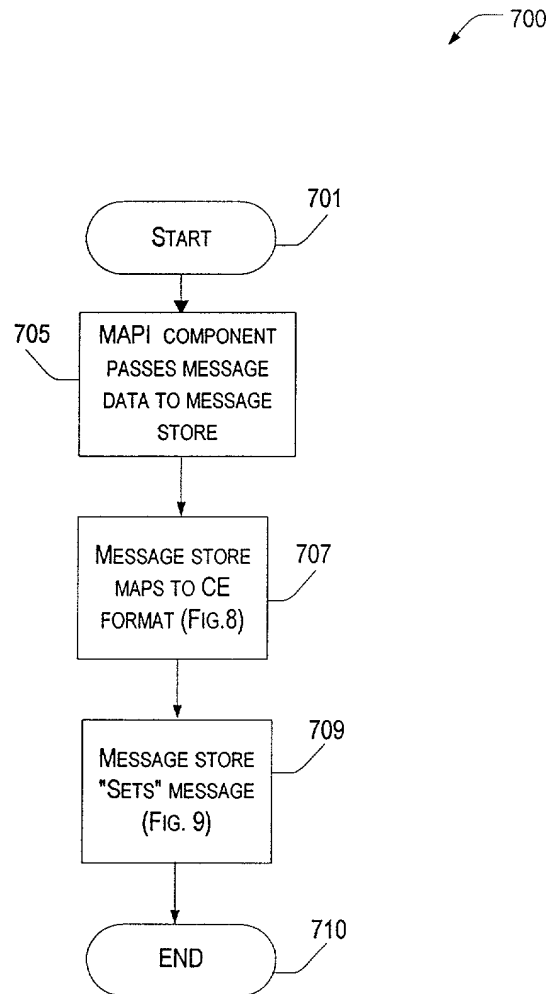 700
701
START
705
MAPI COMPONENT
PASSES MESSAGE
DATA TO MESSAGE
STORE
MESSAGE STORE
MAPS TO CE
FORMAT (FIG.8)
707
MESSAGE STORE
"SETS" MESSAGE
(FIG. 9)
709
END
710